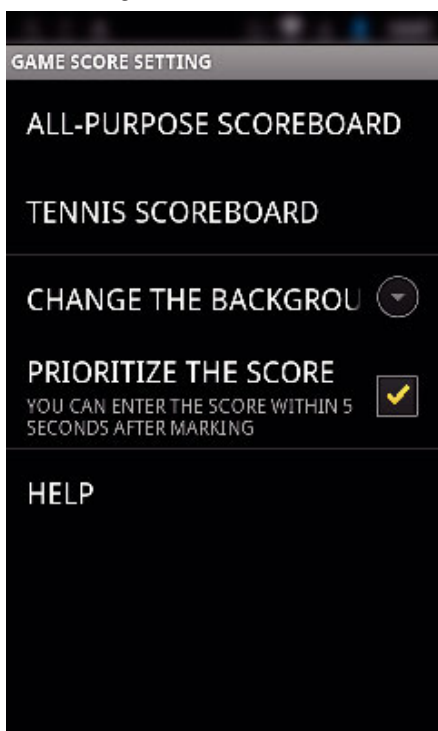 GAME SCORE SETTING
ALL-PURPOSE SCOREBOARD
TENNIS SCOREBOARD
CHANGE THE BACKGROU
PRIORITIZE THE SCORE
YOU CAN ENTER THE SCORE WITHIN 5
SECONDS AFTER MARKING
HELP